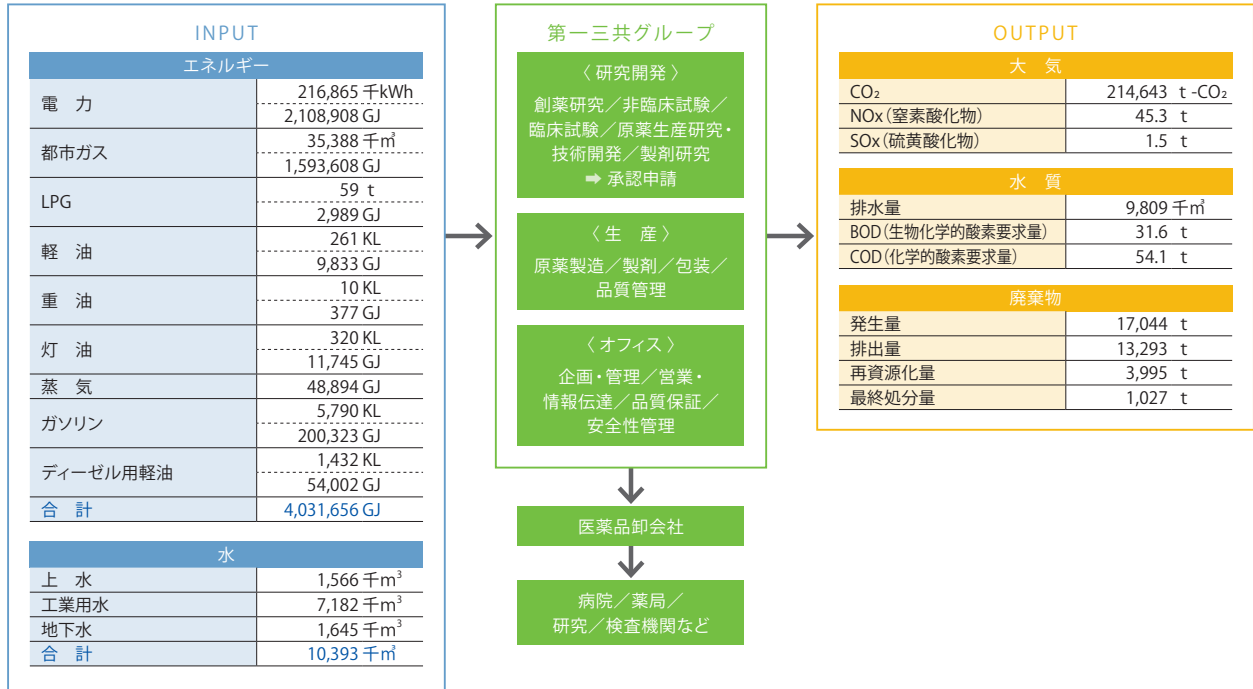 INPUT
エネルギー
電　力 216,865 千kWh
2,108,908 GJ
都市ガス 35,388 千㎥
1,593,608 GJ
LPG 59 t
2,989 GJ
軽　油 261 KL
9,833 GJ
重　油 10 KL
377 GJ
灯　油 320 KL
11,745 GJ
蒸　気 48,894 GJ
ガソリン 5,790 KL
200,323 GJ
ディーゼル用軽油 1,432 KL
54,002 GJ
合　計 4,031,656 GJ
水
上　水 1,566 千m³
工業用水 7,182 千m³
地下水 1,645 千m³
合　計 10,393 千㎥
第一三共グループ
〈 研究開発 〉
創薬研究／非臨床試験／
臨床試験／原薬生産研究・
技術開発／製剤研究
➡ 承認申請
〈 生　産 〉
原薬製造／製剤／包装／
品質管理
〈 オフィス 〉
企画・管理／営業・
情報伝達／品質保証／
安全性管理
医薬品卸会社
病院／薬局／
研究／検査機関など
OUTPUT
大　気
CO₂ 214,643 t -CO₂
NOx（窒素酸化物） 45.3 t
SOx（硫黄酸化物） 1.5 t
水　質
排水量 9,809 千㎥
BOD（生物化学的酸素要求量） 31.6 t
COD（化学的酸素要求量） 54.1 t
廃棄物
発生量 17,044 t
排出量 13,293 t
再資源化量 3,995 t
最終処分量 1,027 t